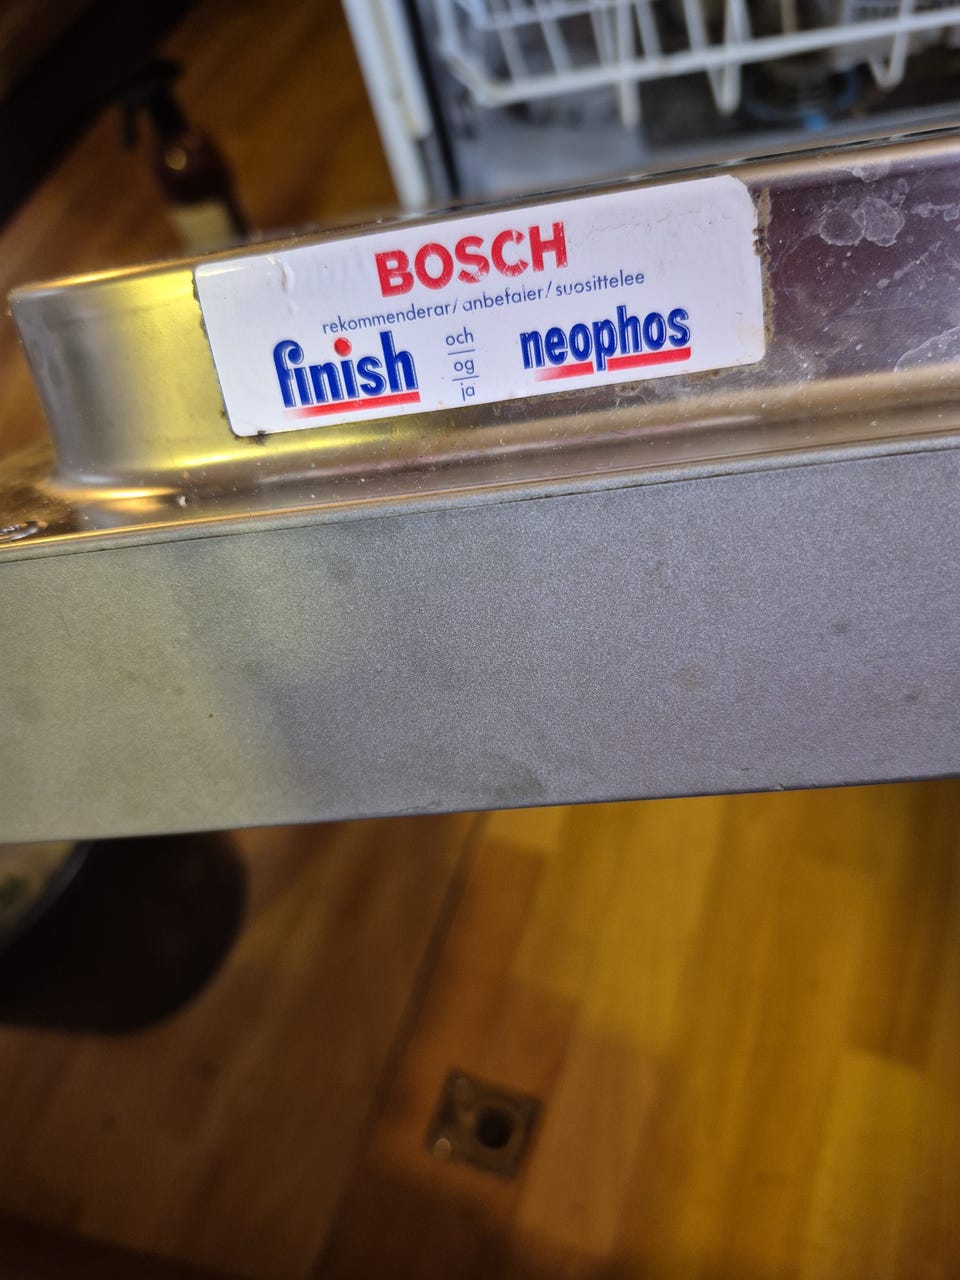 BOSCH
rekommenderar/ anbefaler/ suosittelee
finish
och
og
ja
neophos